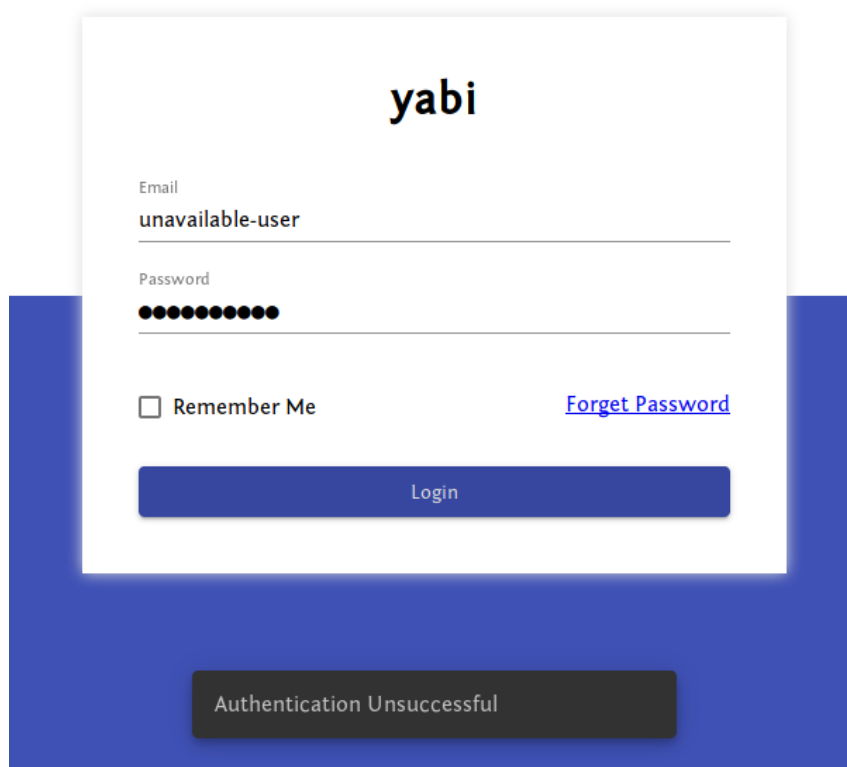 yabi
Email
unavailable-user
Password
●●●●●●●●●●
Remember Me
Forget Password
Login
Authentication Unsuccessful